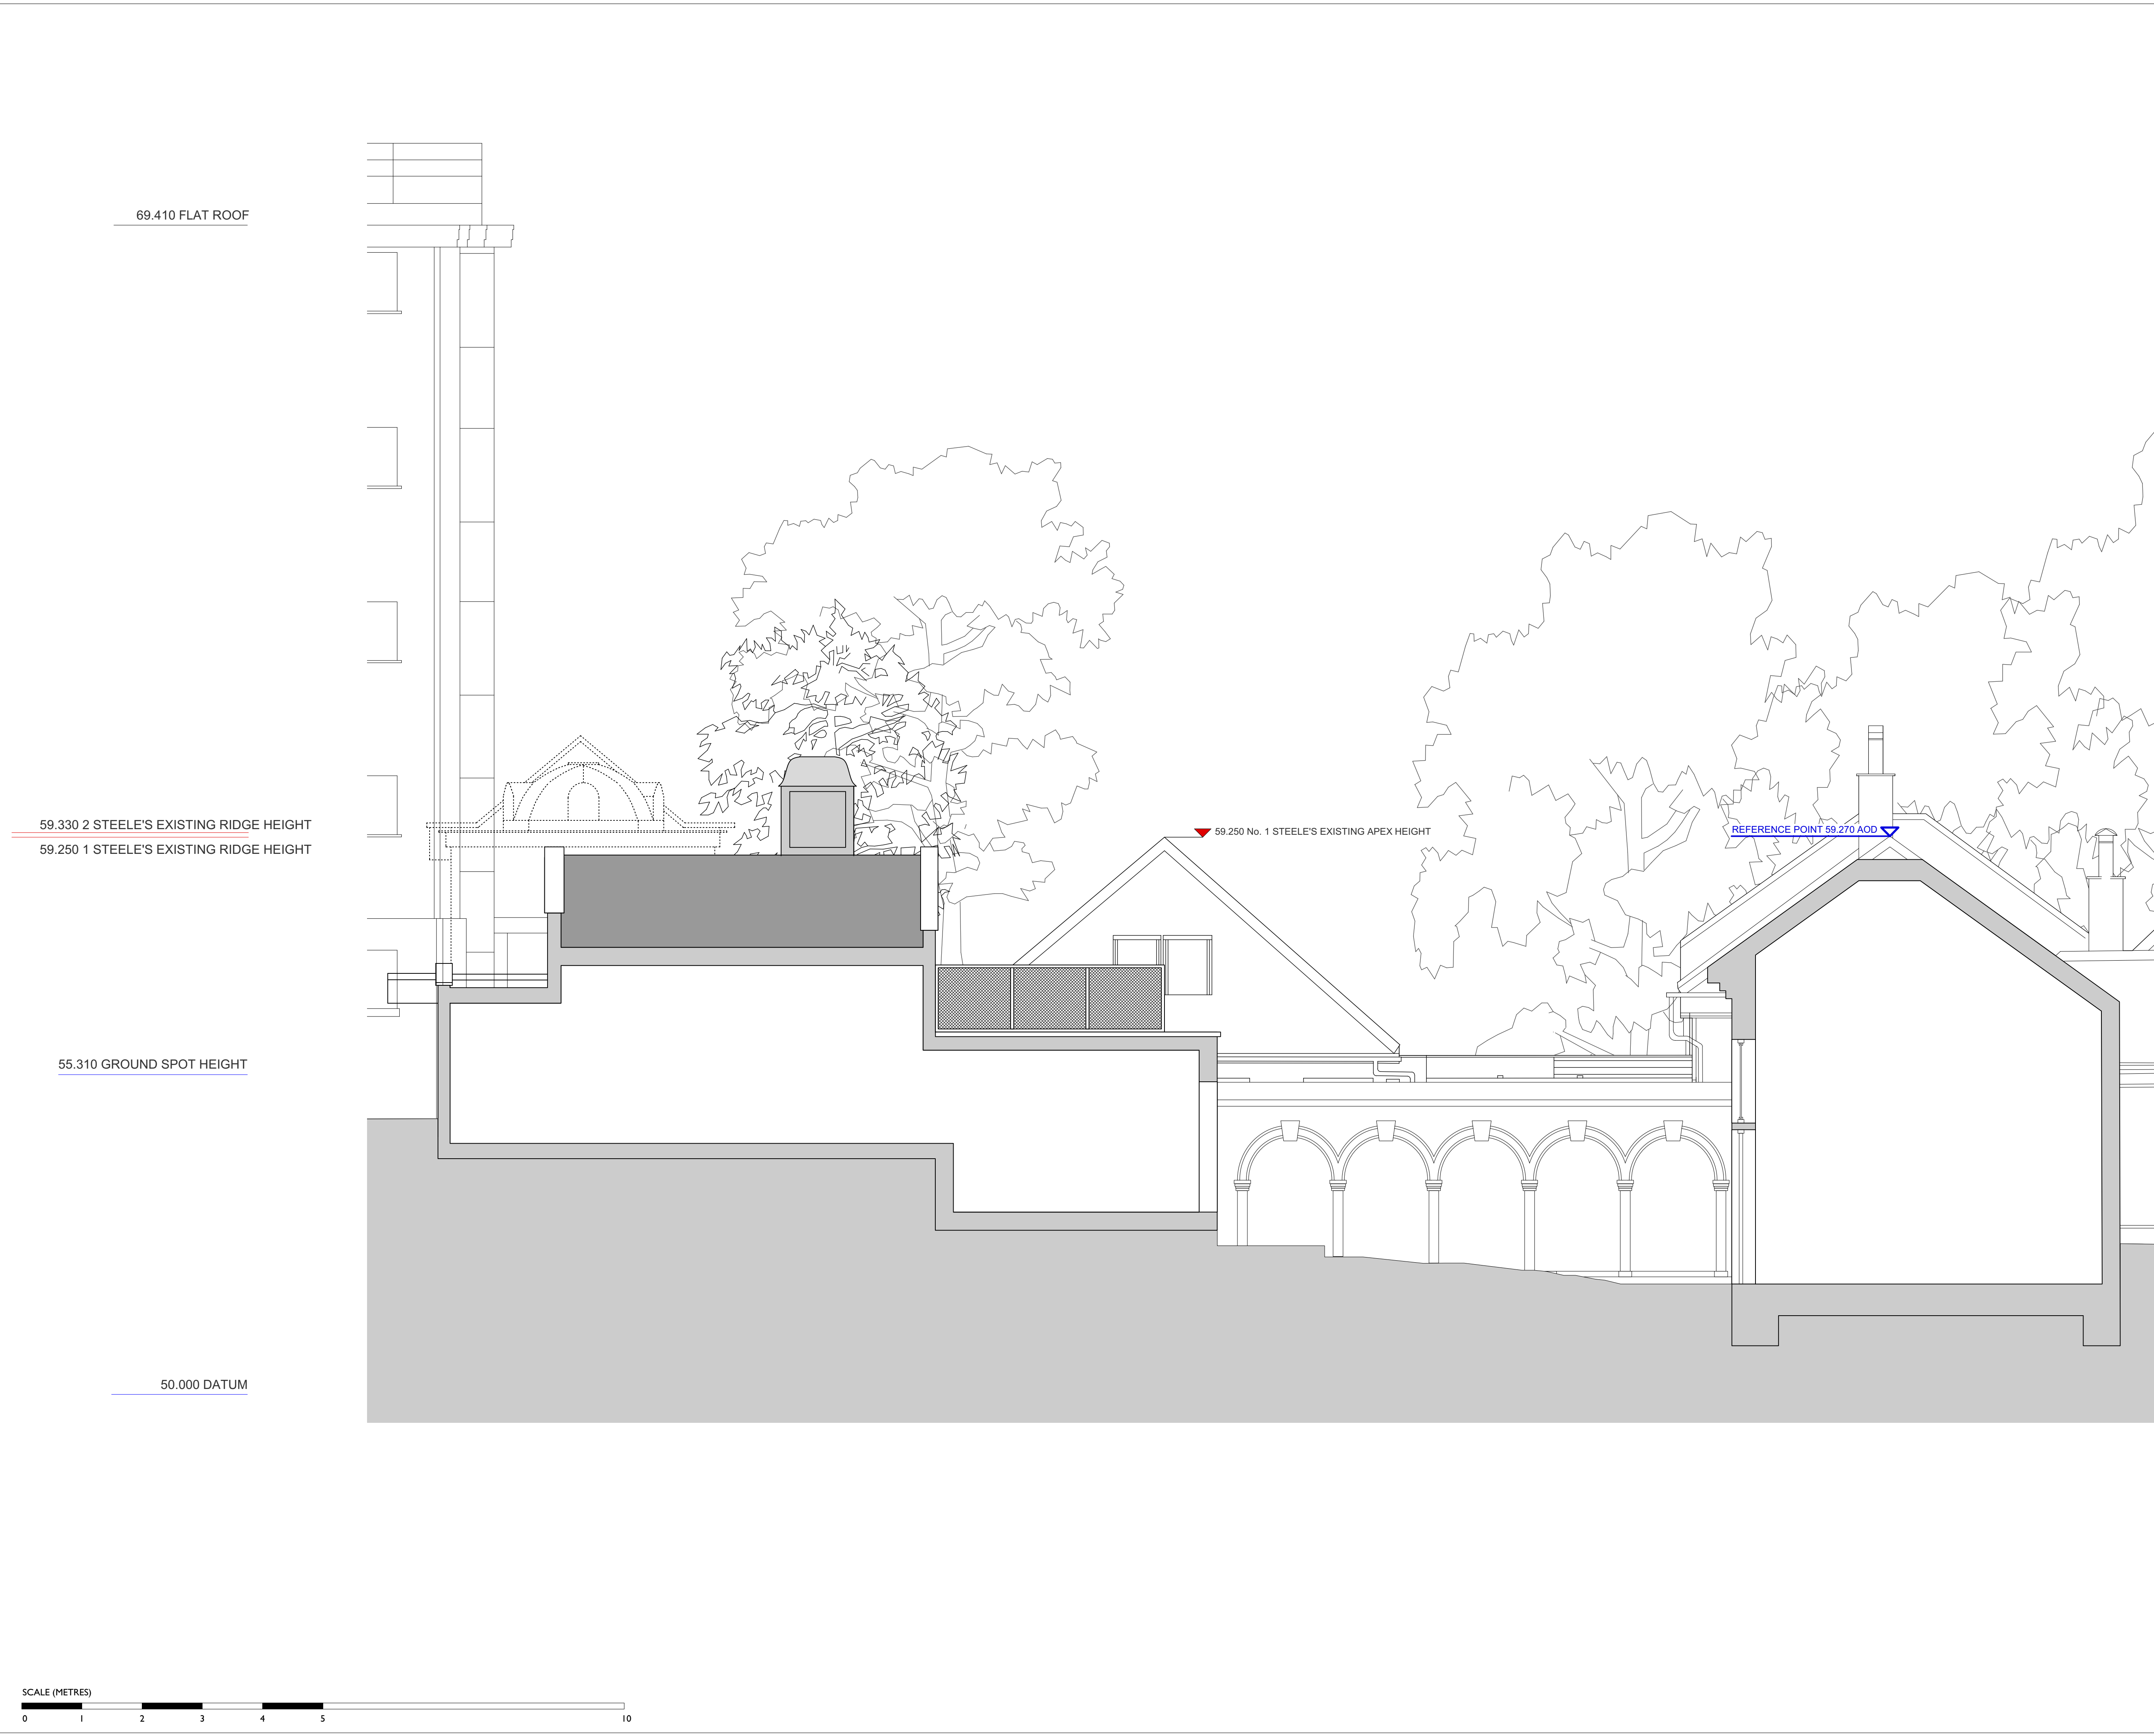 69.410 FLAT ROOF
59.330 2 STEELE'S EXISTING RIDGE HEIGHT
59.250 1 STEELE'S EXISTING RIDGE HEIGHT
59.250 No. 1 STEELE'S EXISTING APEX HEIGHT
REFERENCE POINT 59.270 AOD
55.310 GROUND SPOT HEIGHT
50.000 DATUM
SCALE (METRES)
0 1 2 3 4 5 10